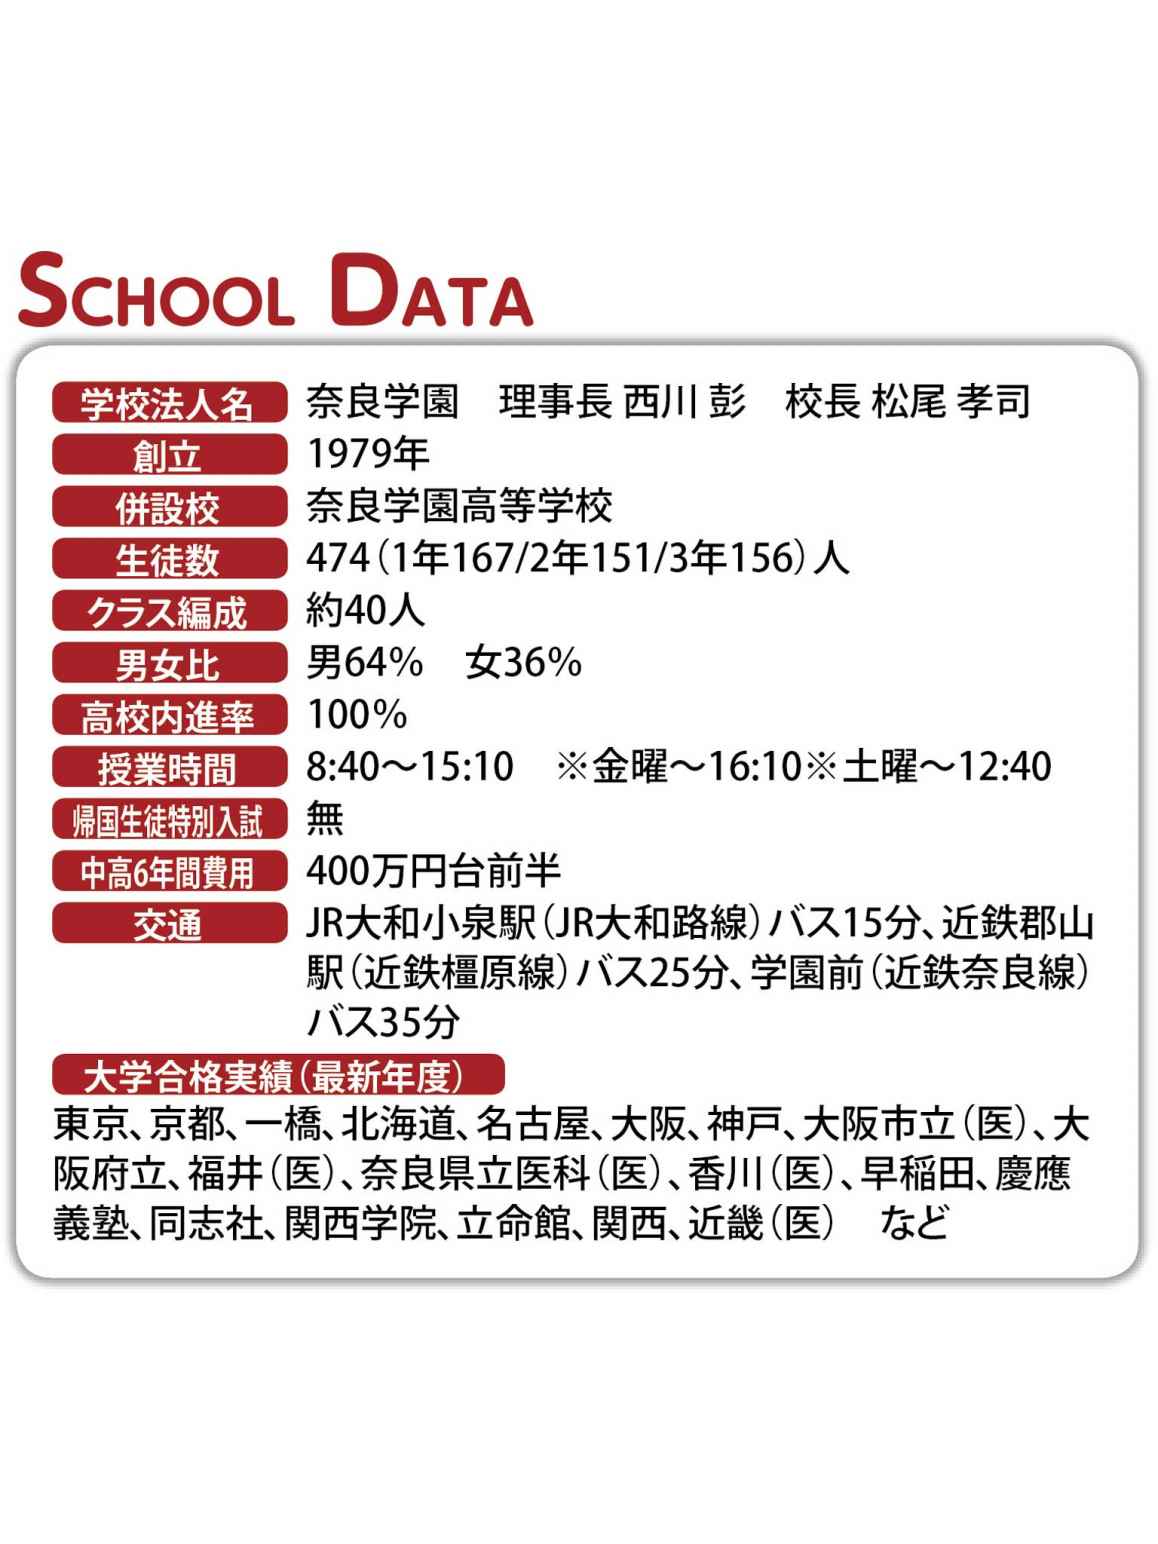 SCHOOL DATA
学校法人名 奈良学園　理事長 西川 彭　校長 松尾 孝司
創立 1979年
併設校 奈良学園高等学校
生徒数 474（1年167/2年151/3年156）人
クラス編成 約40人
男女比 男64%　女36%
高校内進率 100%
授業時間 8:40〜15:10　※金曜〜16:10※土曜〜12:40
帰国生徒特別入試 無
中高6年間費用 400万円台前半
交通 JR大和小泉駅（JR大和路線）バス15分、近鉄郡山
駅（近鉄橿原線）バス25分、学園前（近鉄奈良線）
バス35分
大学合格実績（最新年度）
東京、京都、一橋、北海道、名古屋、大阪、神戸、大阪市立（医）、大
阪府立、福井（医）、奈良県立医科（医）、香川（医）、早稲田、慶應
義塾、同志社、関西学院、立命館、関西、近畿（医）　など